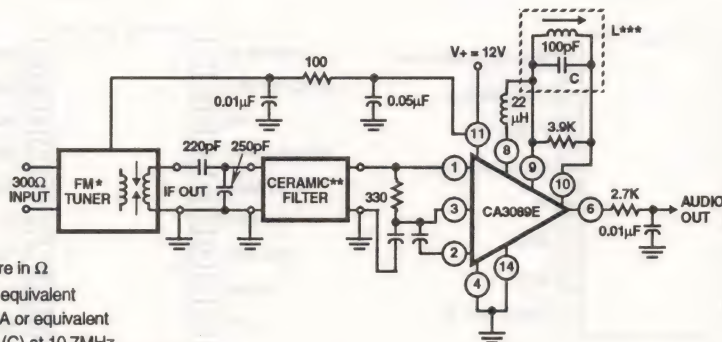 L***
V+ = 12V
100pF
C
100
0.01µF
0.05µF
22
µH
3.9K
11
8
9
10
220pF
250pF
300Ω
INPUT
FM*
TUNER
IF OUT
CERAMIC**
FILTER
1
330
3
2
CA3089E
6
2.7K
AUDIO
OUT
0.01µF
4
14
re in Ω
equivalent
A or equivalent
(C) at 10.7MHz